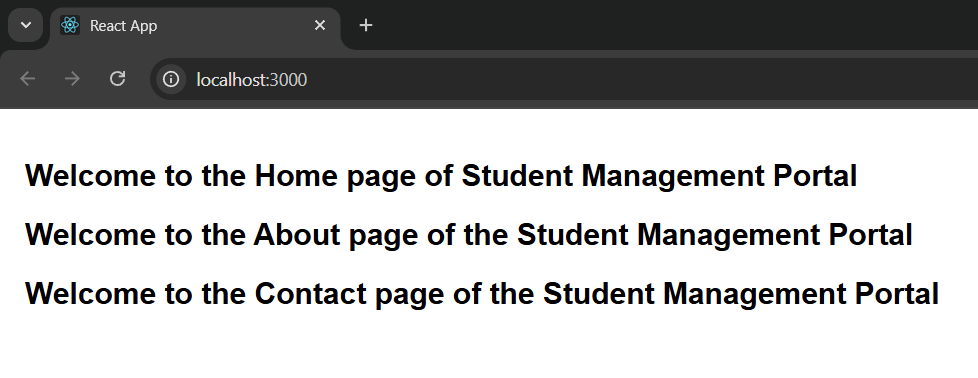 React App
localhost:3000
Welcome to the Home page of Student Management Portal
Welcome to the About page of the Student Management Portal
Welcome to the Contact page of the Student Management Portal